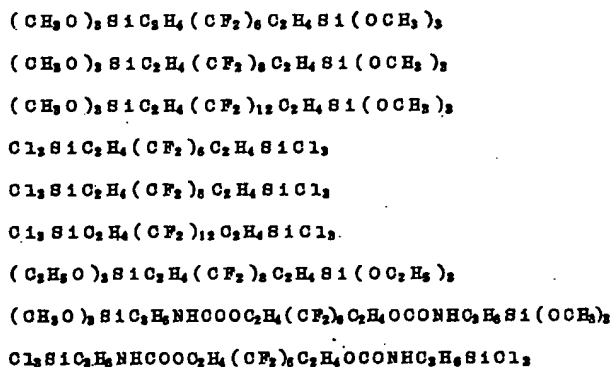 (CH₃O)₃SiC₂H₄(CF₂)₆C₂H₄Si(OCH₃)₃
(CH₃O)₃SiC₂H₄(CF₂)₈C₂H₄Si(OCH₃)₃
(CH₃O)₃SiC₂H₄(CF₂)₁₂C₂H₄Si(OCH₃)₃
Cl₃SiC₂H₄(CF₂)₆C₂H₄SiCl₃
Cl₃SiC₂H₄(CF₂)₈C₂H₄SiCl₃
Cl₃SiC₂H₄(CF₂)₁₂C₂H₄SiCl₃
(C₂H₅O)₃SiC₂H₄(CF₂)₈C₂H₄Si(OC₂H₅)₃
(CH₃O)₃SiC₃H₆NHCOOC₂H₄(CF₂)₆C₂H₄OCONHC₃H₆Si(OCH₃)₃
Cl₃SiC₃H₆NHCOOC₂H₄(CF₂)₆C₂H₄OCONHC₃H₆SiCl₃